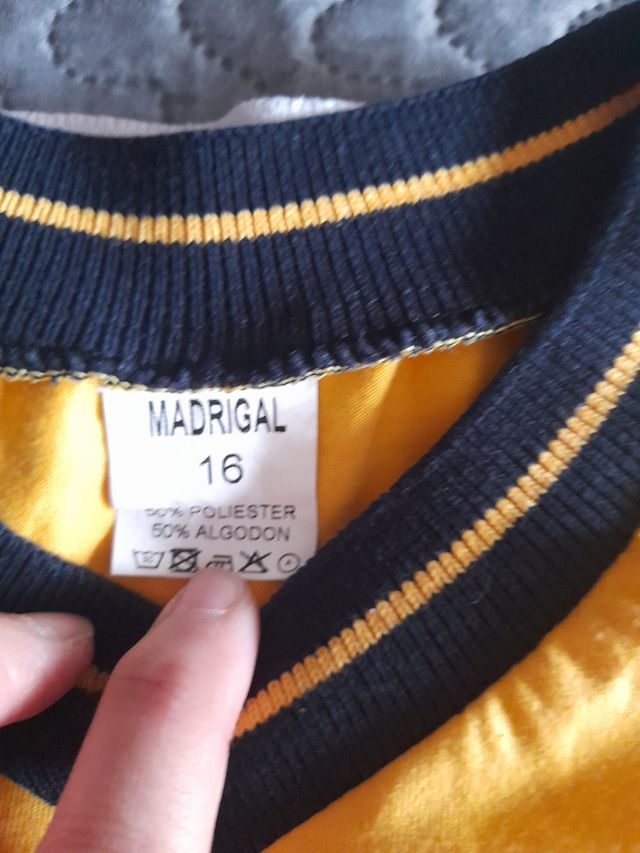 MADRIGAL
16
50% POLIESTER
50% ALGODON